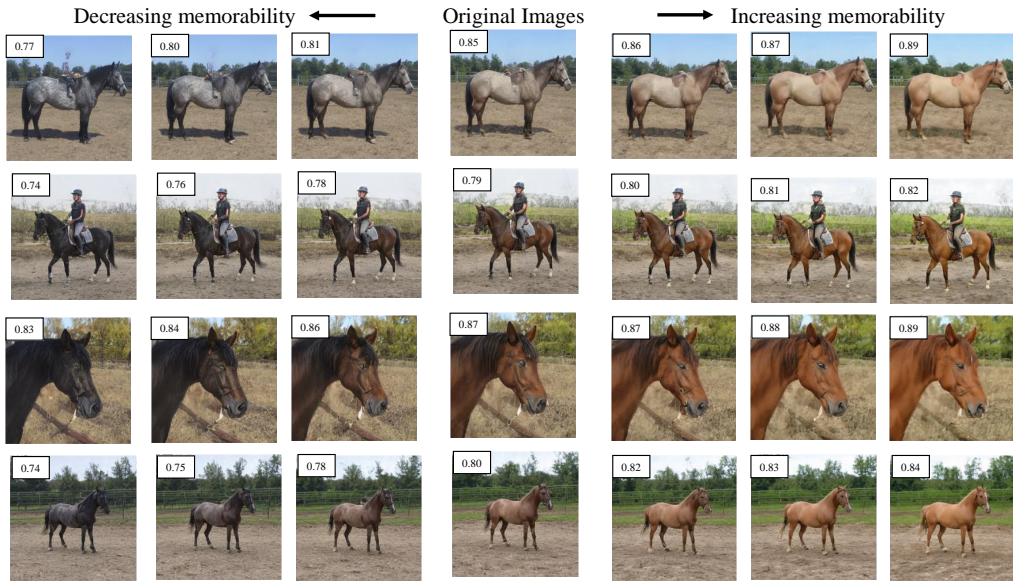 Decreasing memorability
Original Images
Increasing memorability
0.77 0.80 0.81 0.85 0.86 0.87 0.89
0.74 0.76 0.78 0.79 0.80 0.81 0.82
0.83 0.84 0.86 0.87 0.87 0.88 0.89
0.74 0.75 0.78 0.80 0.82 0.83 0.84